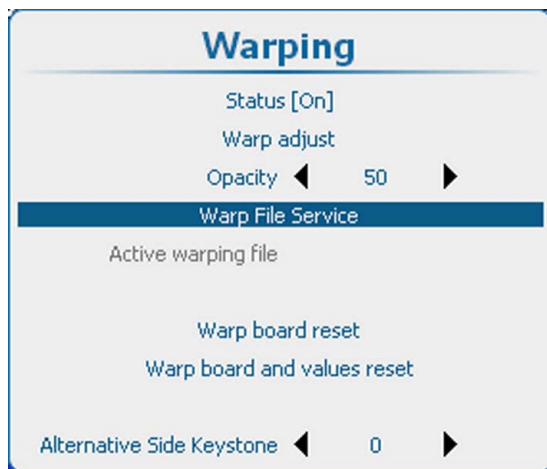 Warping
Status [On]
Warp adjust
Opacity 50
Warp File Service
Active warping file
Warp board reset
Warp board and values reset
Alternative Side Keystone 0